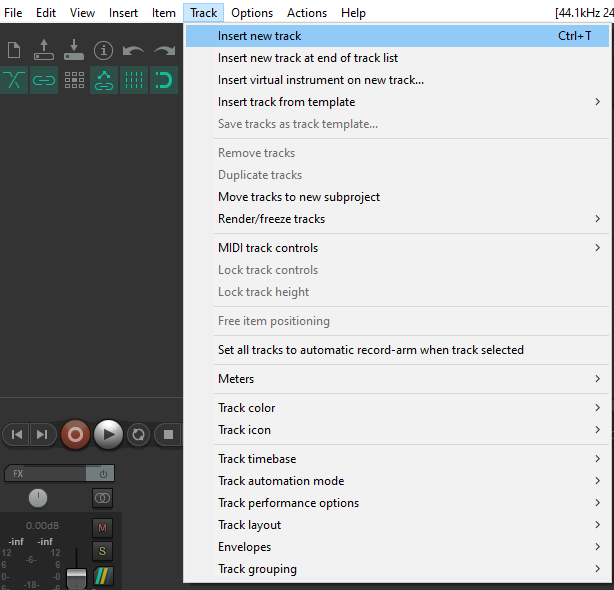 File Edit View Insert Item Track Options Actions Help [44.1kHz 24
Insert new track Ctrl+T
Insert new track at end of track list
Insert virtual instrument on new track...
Insert track from template
Save tracks as track template...
Remove tracks
Duplicate tracks
Move tracks to new subproject
Render/freeze tracks
MIDI track controls
Lock track controls
Lock track height
Free item positioning
Set all tracks to automatic record-arm when track selected
Meters
Track color
Track icon
Track timebase
Track automation mode
Track performance options
Track layout
Envelopes
Track grouping
FX
0.00dB
M
-inf -inf
S
12 -6- 12
6 6
0- -0
-18-
6- -6